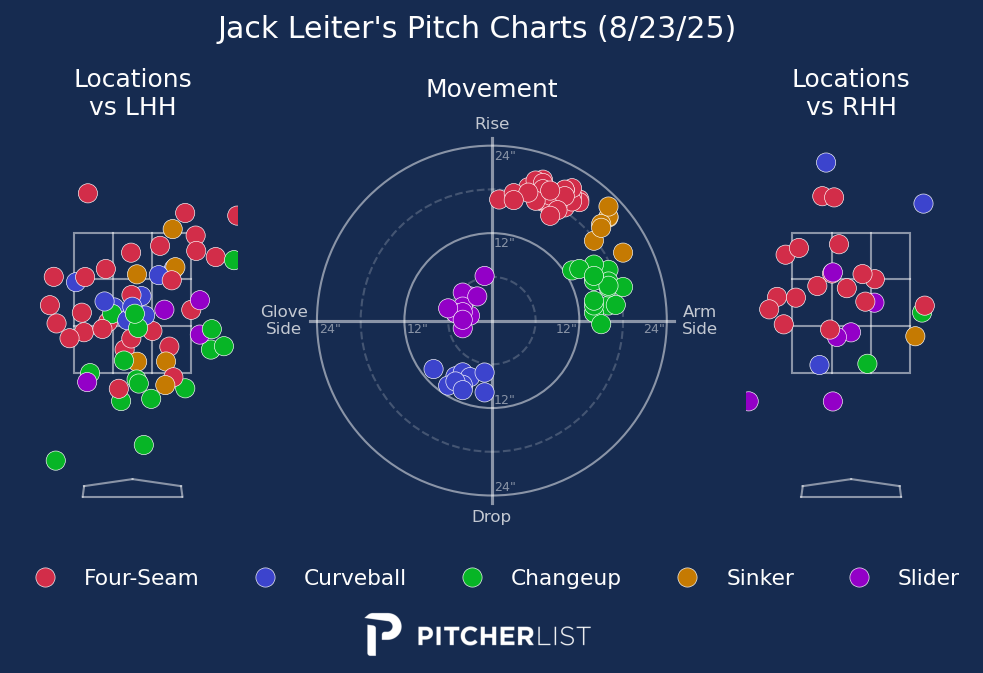 Jack Leiter's Pitch Charts (8/23/25)
Locations
vs LHH
Movement
Locations
vs RHH
Rise
24"
12"
Glove
Side
24"
12"
12"
24"
Arm
Side
12"
24"
Drop
Four-Seam
Curveball
Changeup
Sinker
Slider
PITCHERLIST